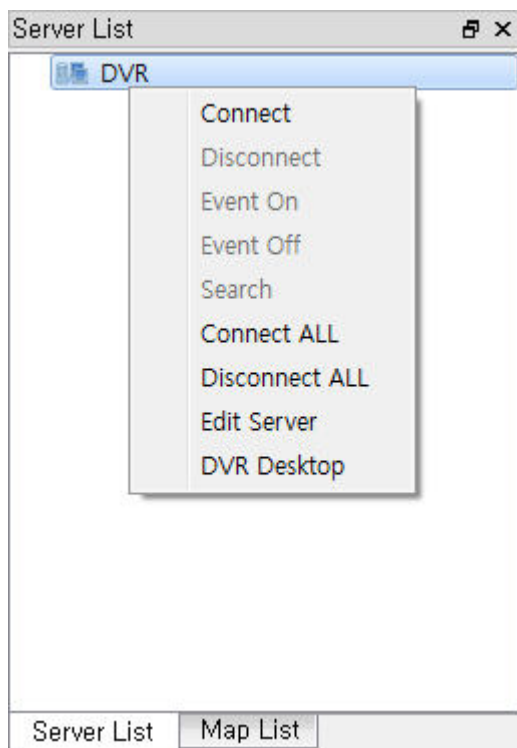 Server List
DVR
Connect
Disconnect
Event On
Event Off
Search
Connect ALL
Disconnect ALL
Edit Server
DVR Desktop
Server List
Map List